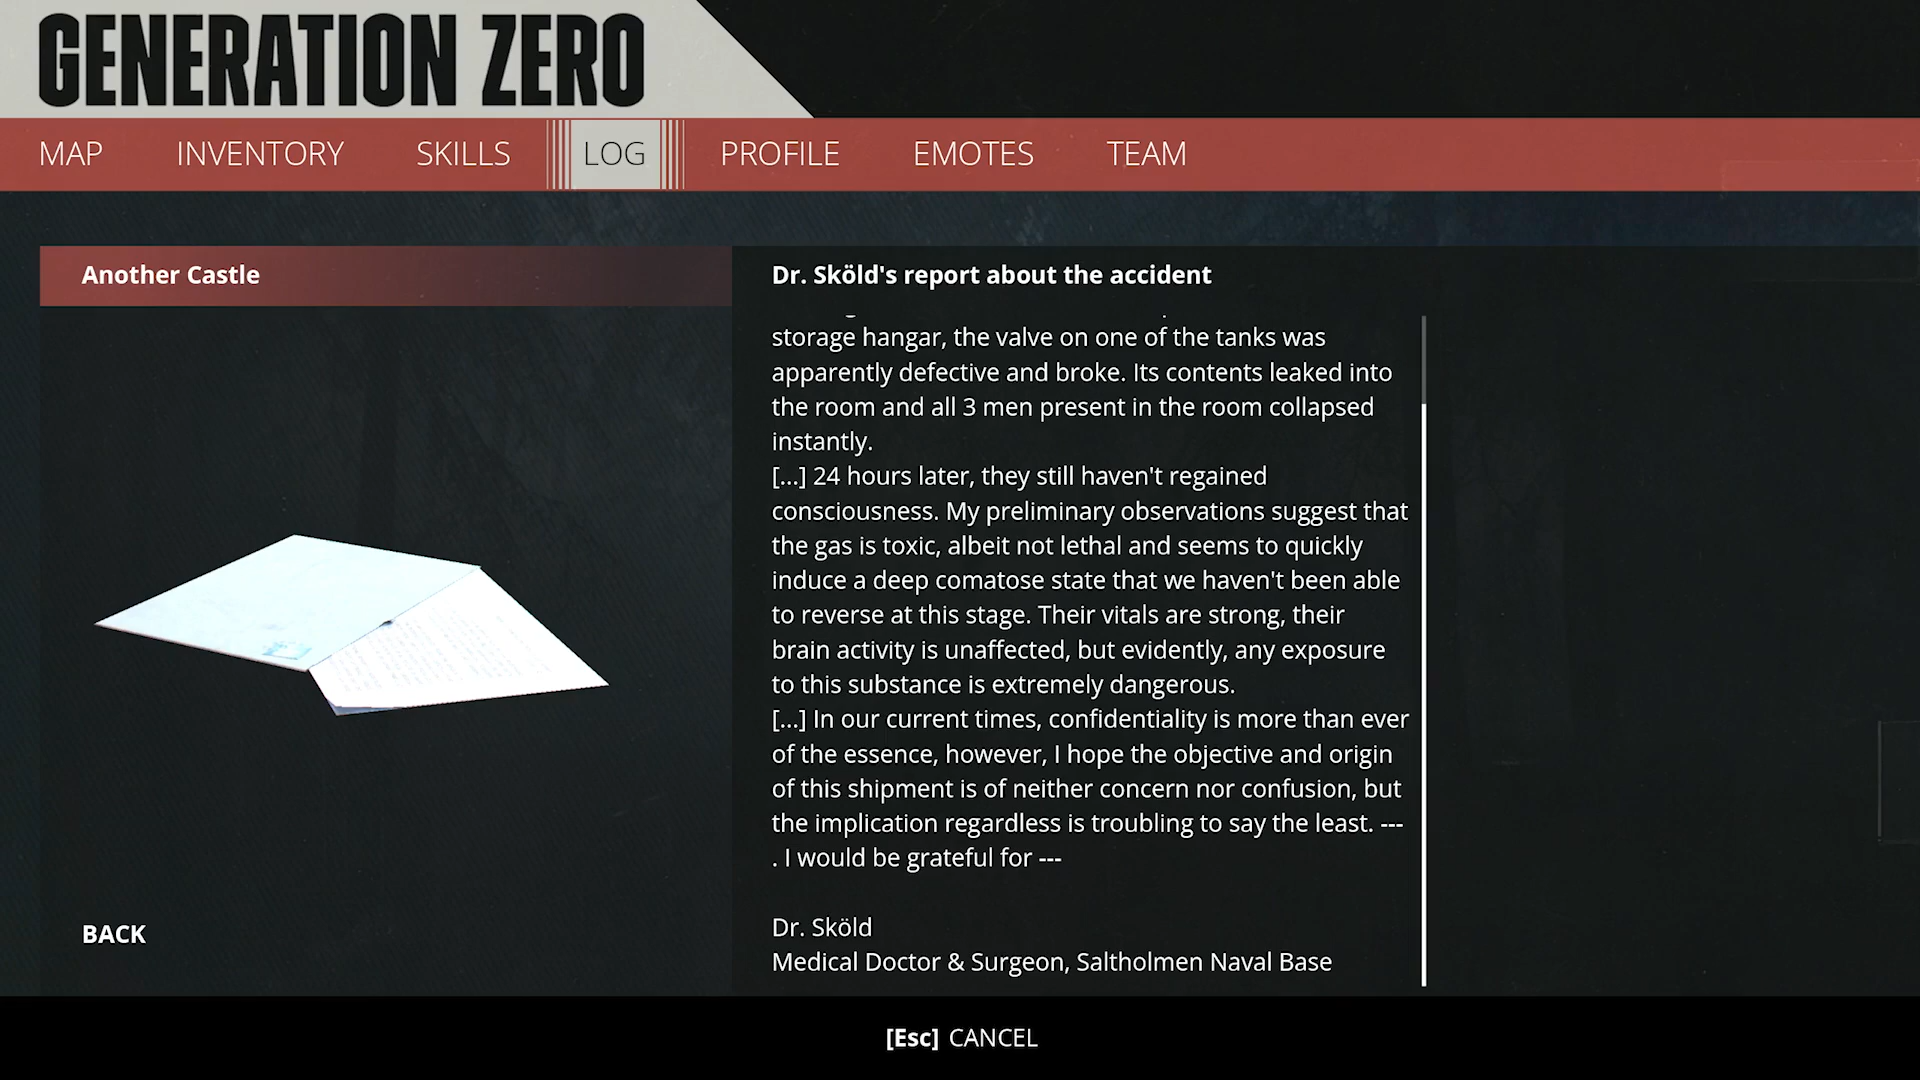 GENERATION ZERO
MAP INVENTORY SKILLS LOG PROFILE EMOTES TEAM
Another Castle
Dr. Sköld's report about the accident
storage hangar, the valve on one of the tanks was
apparently defective and broke. Its contents leaked into
the room and all 3 men present in the room collapsed
instantly.
[...] 24 hours later, they still haven't regained
consciousness. My preliminary observations suggest that
the gas is toxic, albeit not lethal and seems to quickly
induce a deep comatose state that we haven't been able
to reverse at this stage. Their vitals are strong, their
brain activity is unaffected, but evidently, any exposure
to this substance is extremely dangerous.
[...] In our current times, confidentiality is more than ever
of the essence, however, I hope the objective and origin
of this shipment is of neither concern nor confusion, but
the implication regardless is troubling to say the least. ---
. I would be grateful for ---
Dr. Sköld
Medical Doctor & Surgeon, Saltholmen Naval Base
BACK
[Esc] CANCEL